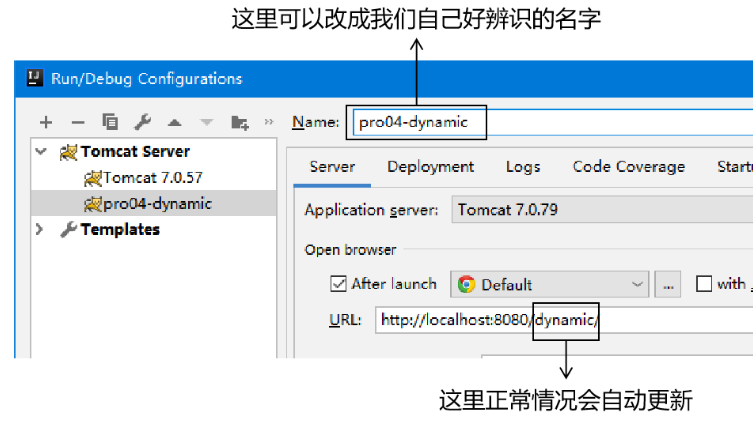 这里可以改成我们自己好辨识的名字
Run/Debug Configurations
Name: pro04-dynamic
Tomcat Server
Tomcat 7.0.57
pro04-dynamic
Templates
Server Deployment Logs Code Coverage
Application server: Tomcat 7.0.79
Open browser
After launch Default ... with
URL: http://localhost:8080/dynamic/
这里正常情况会自动更新